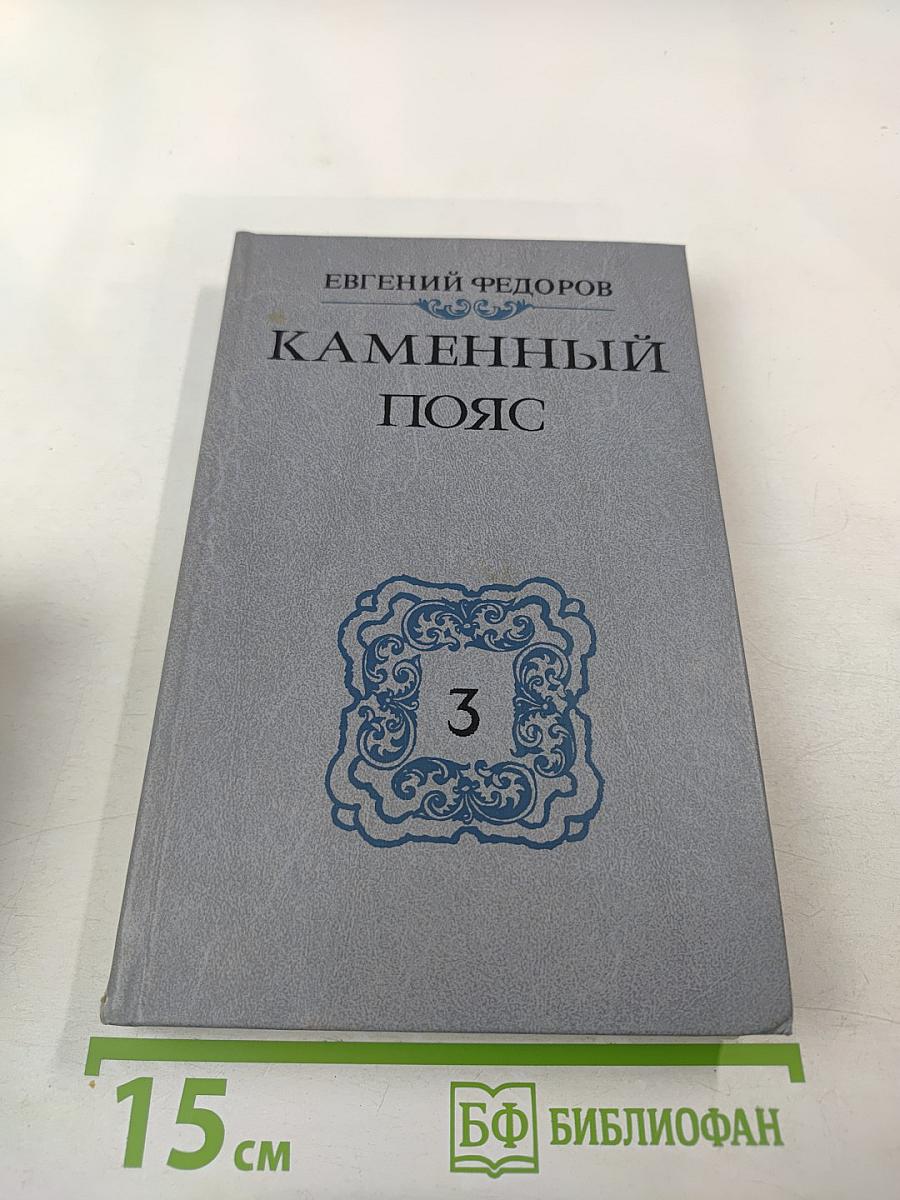 ЕВГЕНИЙ ФЕДОРОВ
КАМЕННЫЙ
ПОЯС
3
15 см
БФ БИБЛИОФАН